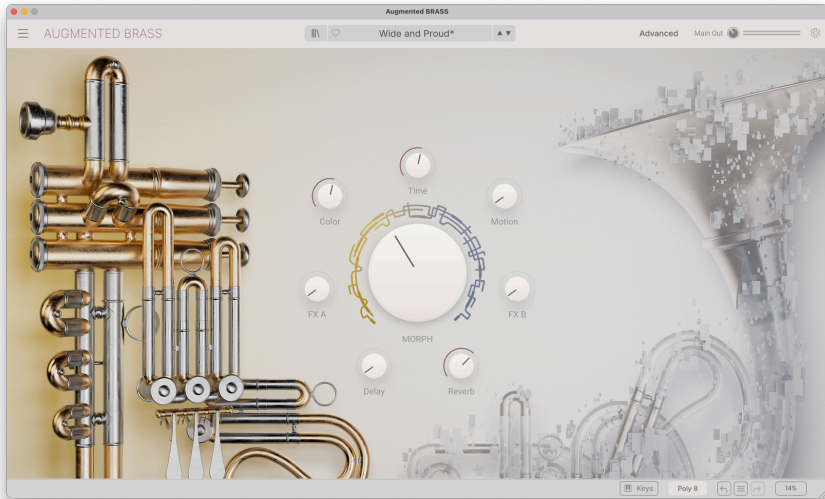 Augmented BRASS
AUGMENTED BRASS
Wide and Proud*
Advanced
Main Out
Time
Color
Motion
FX A
FX B
MORPH
Delay
Reverb
Keys
Poly 8
14%